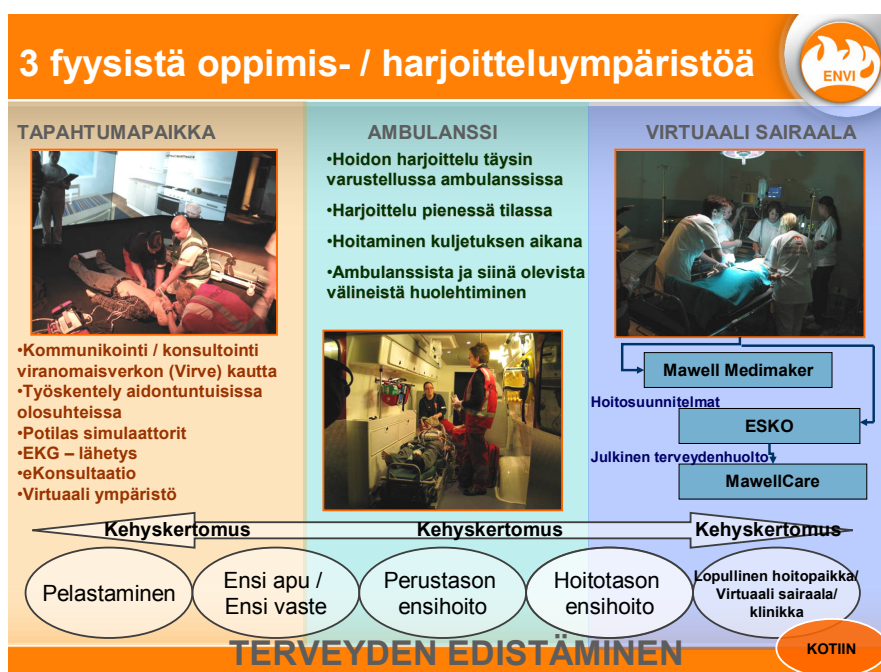 3 fyysistä oppimis- / harjoitteluympäristöä
ENVI
TAPAHTUMAPAIKKA
•Kommunikointi / konsultointi
viranomaisverkon (Virve) kautta
•Työskentely aidontuntuisissa
olosuhteissa
•Potilas simulaattorit
•EKG – lähetys
•eKonsultaatio
•Virtuaali ympäristö
AMBULANSSI
•Hoidon harjoittelu täysin
varustellussa ambulanssissa
•Harjoittelu pienessä tilassa
•Hoitaminen kuljetuksen aikana
•Ambulanssista ja siinä olevista
välineistä huolehtiminen
VIRTUAALI SAIRAALA
Mawell Medimaker
Hoitosuunnitelmat
ESKO
Julkinen terveydenhuolto
MawellCare
Kehyskertomus Kehyskertomus Kehyskertomus
Pelastaminen
Ensi apu /
Ensi vaste
Perustason
ensihoito
Hoitotason
ensihoito
Lopullinen hoitopaikka/
Virtuaali sairaala/
klinikka
TERVEYDEN EDISTÄMINEN
KOTIIN